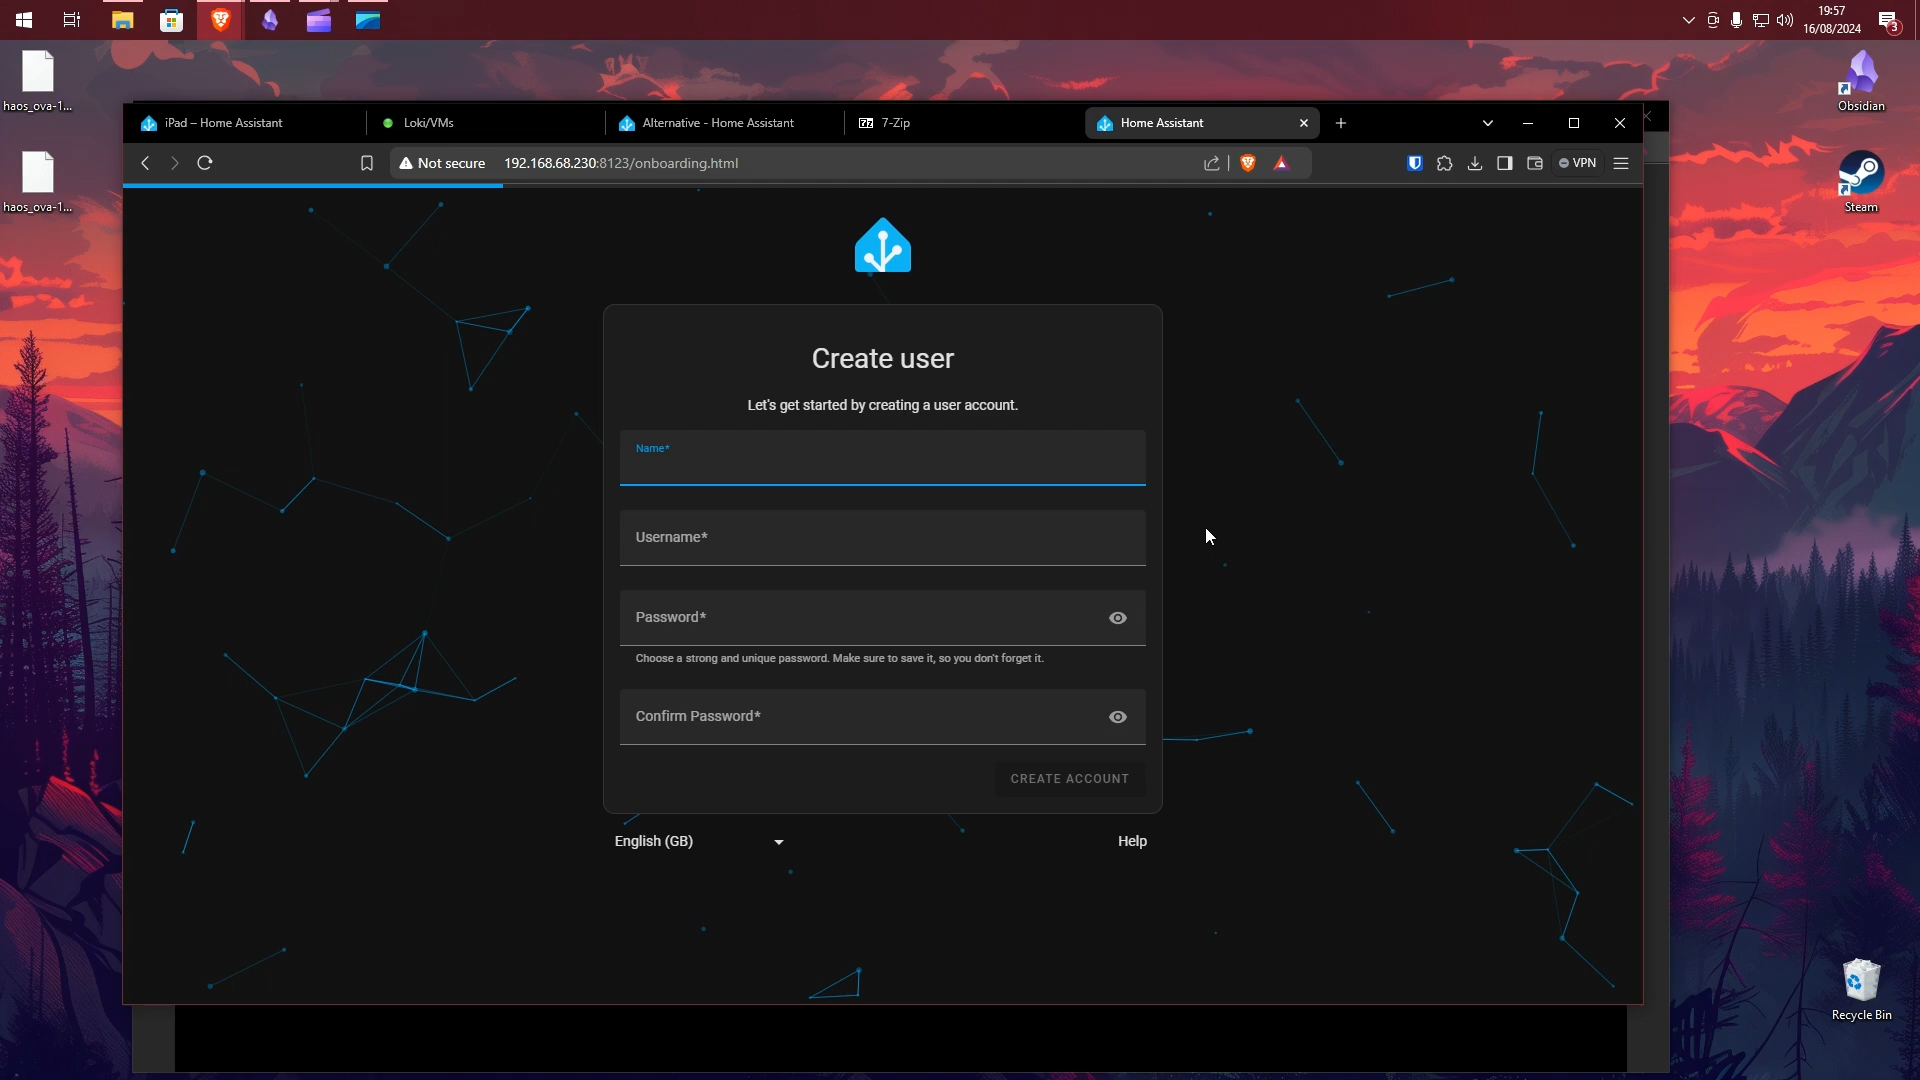 19:57
16/08/2024
3
haos_ova-1...
haos_ova-1...
Obsidian
Steam
Recycle Bin
iPad – Home Assistant
Loki/VMs
Alternative - Home Assistant
7z 7-Zip
Home Assistant
Not secure 192.168.68.230:8123/onboarding.html
VPN
Create user
Let's get started by creating a user account.
Name*
Username*
Password*
Choose a strong and unique password. Make sure to save it, so you don't forget it.
Confirm Password*
CREATE ACCOUNT
English (GB)
Help